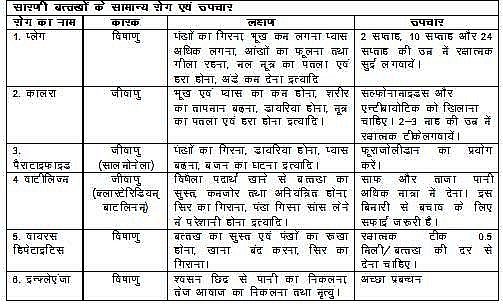 सारणी बत्तखों के सामान्य रोग एवं उपचार
रोग का नाम कारक लक्षण उपचार
1. प्लेग विषाणु पंखों का गिरना, भूख कम लगना प्यास 2 सप्ताह, 10 सप्ताह और 24
अधिक लगना, आंखों का फूलना तथा सप्ताह की उम्र में रक्षात्मक
गीला रहना, मल मूत्र का पतला एवं सुई लगवायें।
हरा होना, अंडे कम देना इत्यादि
2. कालरा जीवाणु भूख एवं प्यास का कम होना, शरीर सल्फोनामाइडस और
का तापमान बढ़ना, डायरिया होना, मूत्र एन्टीबायोटिक को खिलाना
का पतला एवं हरा होना इत्यादि। चाहिए। 2–3 माह की उम्र में
रक्षात्मक टीके लगवायें।
3. जीवाणु पंखों का गिरना, डायरिया होना, प्यास फूराजोलीडान का प्रयोग
पैराटाइफाइड (सालमोनेला) बढ़ना, बजन का घटना इत्यादि। करें।
4 वाटीलिज्म जीवाणु विषैला पदार्थ खाने से बत्तखों का साफ और ताजा पानी
(क्लास्टेरिडियम सुस्त, कमजोर तथा अनियंत्रित होना, अधिक मात्रा में देना। इस
बाटलिनम) सिर का गिराना, पंखा गिरना सांस लेने बिमारी से बचाव के लिए
में परेशानी होना इत्यादि। सफाई जरूरी है।
5. वायरस विषाणु बत्तख का सुस्त एवं पंखों का रूखा रक्षात्मक टीक 0.5
हिपेटाइटिस होना, खाना बंद करना, सिर का मिली/बत्तख की दर से
गिराना। देना चाहिए।
6. इन्फ्लेएंजा विषाणु श्वसन छिद्र से पानी का निकलना, अच्छा प्रबन्धन
तेज आवाज का निकलना तथा मृत्यु।